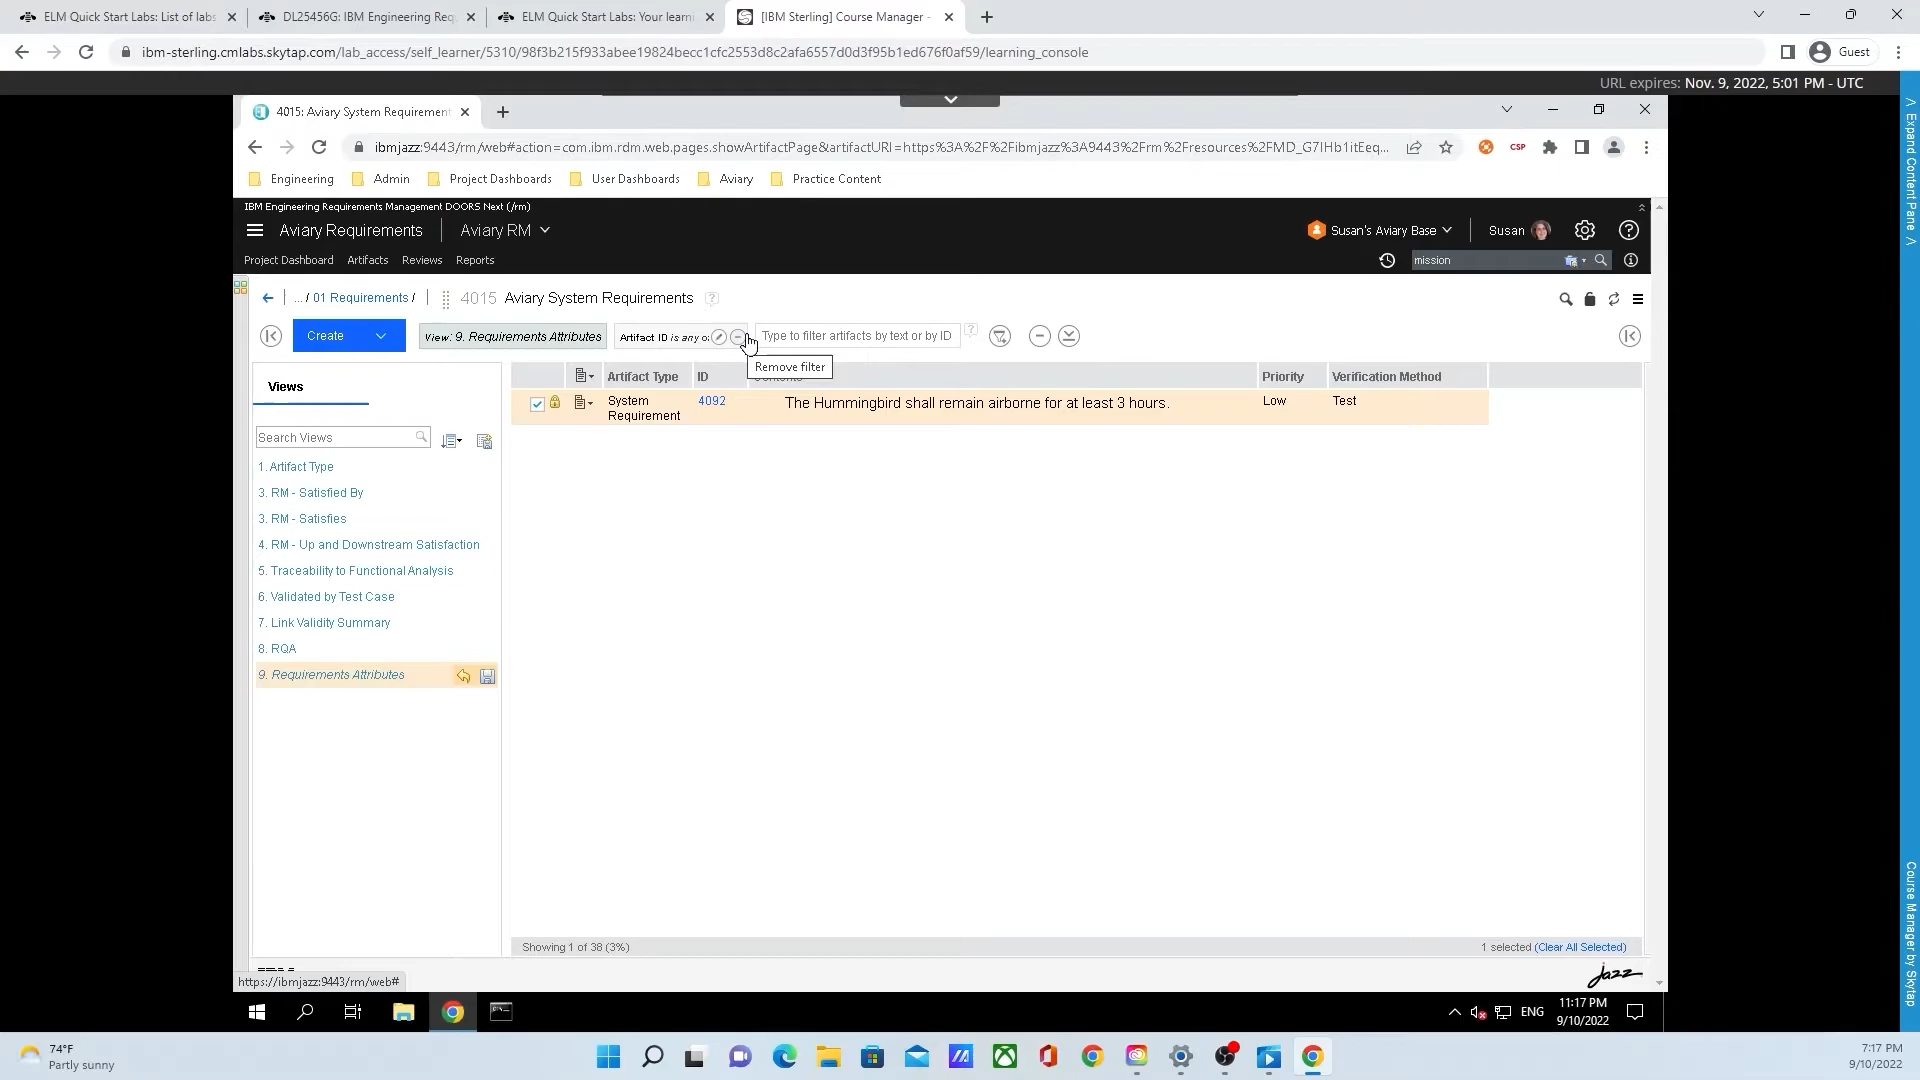 ELM Quick Start Labs: List of labs
DL25456G: IBM Engineering Req
ELM Quick Start Labs: Your learni
[IBM Sterling] Course Manager -
ibm-sterling.cmlabs.skytap.com/lab_access/self_learner/5310/98f3b215f933abee19824becc1cfc2553d8c2afa6557d0d3f95b1ed676f0af59/learning_console
Guest
URL expires: Nov. 9, 2022, 5:01 PM - UTC
4015: Aviary System Requirement
ibmjazz:9443/rm/web#action=com.ibm.rdm.web.pages.showArtifactPage&artifactURI=https%3A%2F%2Fibmjazz%3A9443%2Frm%2Fresources%2FMD_G7IHb1itEeq...
CSP
Engineering
Admin
Project Dashboards
User Dashboards
Aviary
Practice Content
IBM Engineering Requirements Management DOORS Next (/rm)
Aviary Requirements
Aviary RM
Susan's Aviary Base
Susan
Project Dashboard
Artifacts
Reviews
Reports
mission
... / 01 Requirements /
4015 Aviary System Requirements
Create
View: 9. Requirements Attributes
Artifact ID is any o
Type to filter artifacts by text or by ID
Remove filter
Views
Search Views
1. Artifact Type
3. RM - Satisfied By
3. RM - Satisfies
4. RM - Up and Downstream Satisfaction
5. Traceability to Functional Analysis
6. Validated by Test Case
7. Link Validity Summary
8. RQA
9. Requirements Attributes
Artifact Type
ID
Priority
Verification Method
System Requirement
4092
The Hummingbird shall remain airborne for at least 3 hours.
Low
Test
Showing 1 of 38 (3%)
1 selected (Clear All Selected)
https://ibmjazz:9443/rm/web#
jazz
ENG
11:17 PM
9/10/2022
74°F
Partly sunny
7:17 PM
9/10/2022
Expand Content Pane
Course Manager by Skytap